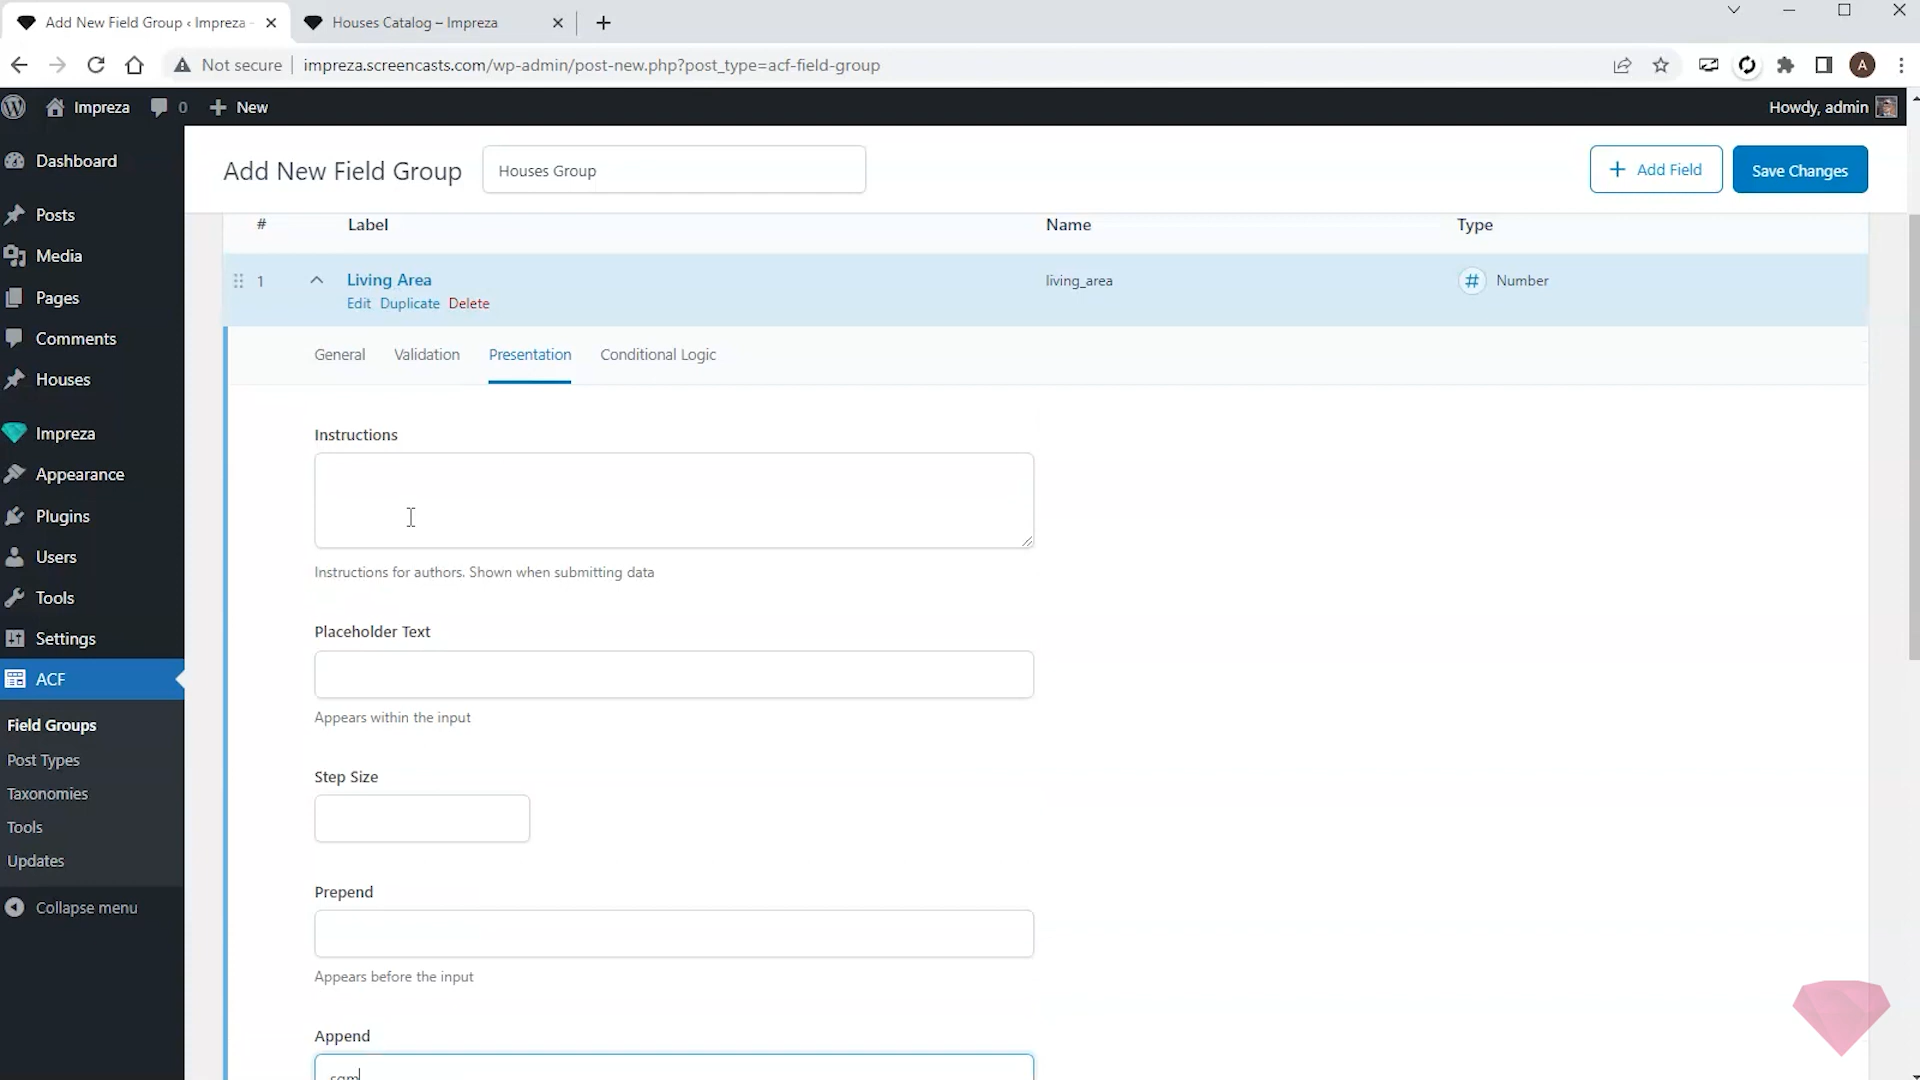 Add New Field Group ‹ Impreza -
Houses Catalog – Impreza
Not secure
impreza.screencasts.com/wp-admin/post-new.php?post_type=acf-field-group
A
Impreza
0
New
Howdy, admin
Dashboard
Posts
Media
Pages
Comments
Houses
Impreza
Appearance
Plugins
Users
Tools
Settings
ACF
Field Groups
Post Types
Taxonomies
Tools
Updates
Collapse menu
Add New Field Group
Houses Group
+ Add Field
Save Changes
# Label Name Type
1 Living Area living_area # Number
Edit Duplicate Delete
General Validation Presentation Conditional Logic
Instructions
Instructions for authors. Shown when submitting data
Placeholder Text
Appears within the input
Step Size
Prepend
Appears before the input
Append
sqm